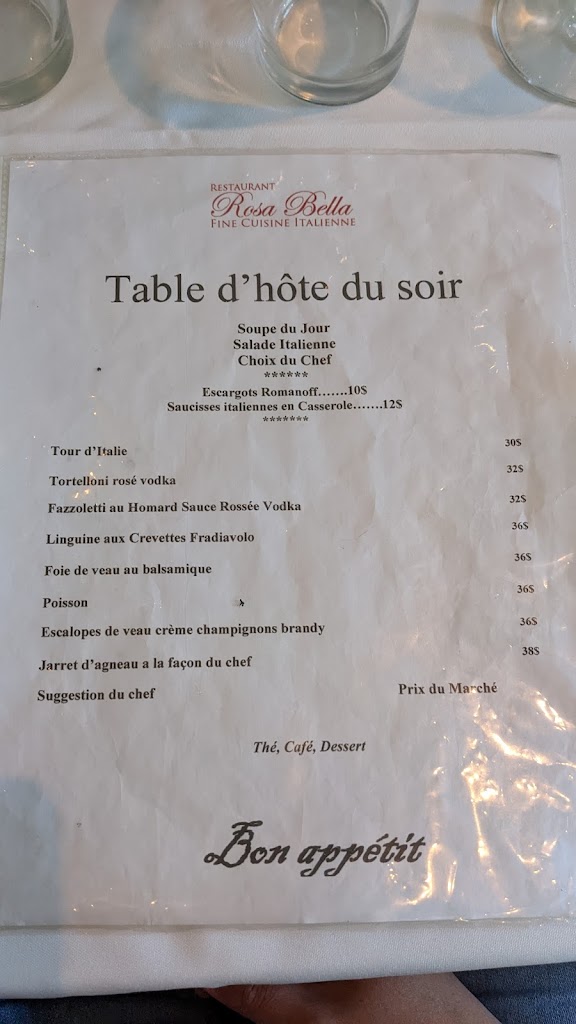 RESTAURANT
Rosa Bella
FINE CUISINE ITALIENNE
Table d'hôte du soir
Soupe du Jour
Salade Italienne
Choix du Chef
******
Escargots Romanoff.......10$
Saucisses italiennes en Casserole.......12$
*******
Tour d'Italie 30$
Tortelloni rosé vodka 32$
Fazzoletti au Homard Sauce Rossée Vodka 32$
Linguine aux Crevettes Fradiavolo 36$
Foie de veau au balsamique 36$
Poisson 36$
Escalopes de veau crème champignons brandy 36$
Jarret d'agneau a la façon du chef 38$
Suggestion du chef Prix du Marché
Thé, Café, Dessert
Bon appétit